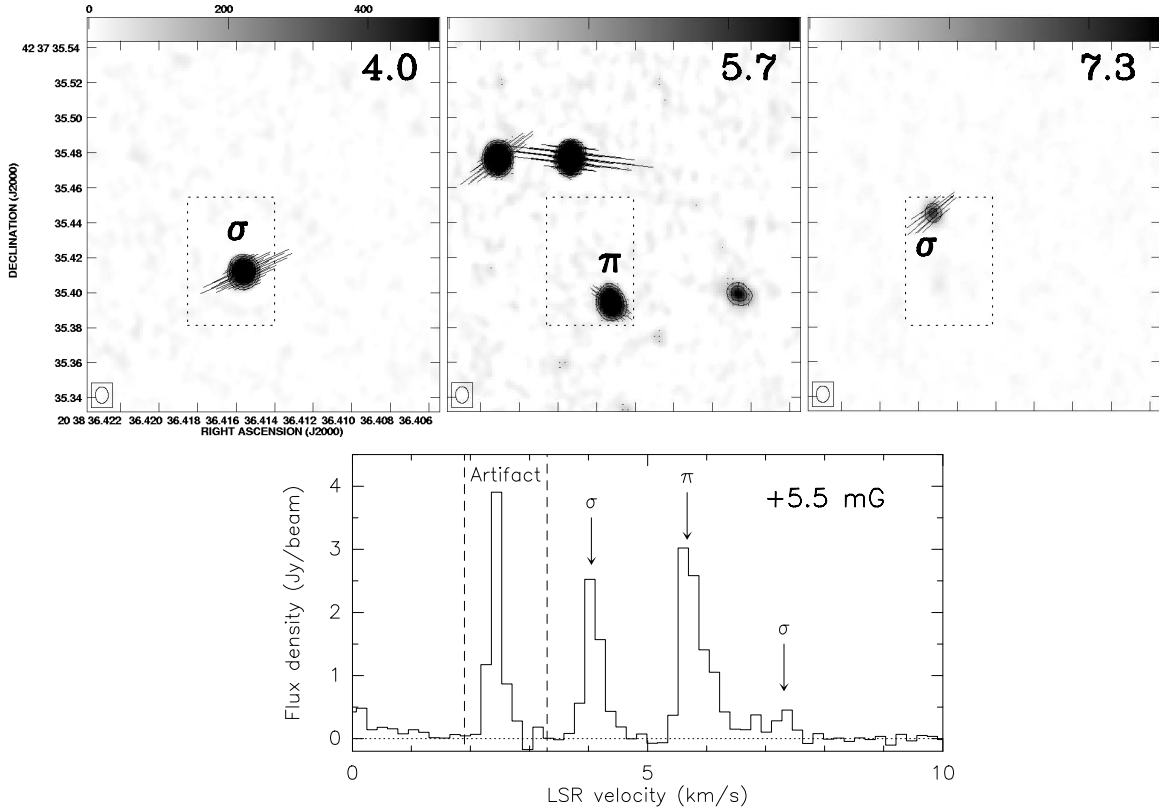 0 200 400
42 37 35.54
35.52
35.50
35.48
35.46
35.44
35.42
35.40
35.38
35.36
35.34
DECLINATION (J2000)
4.0
σ
5.7
π
7.3
σ
20 38 36.422 36.420 36.418 36.416 36.414 36.412 36.410 36.408 36.406
RIGHT ASCENSION (J2000)
Artifact
σ
π
σ
+5.5 mG
4
3
2
1
0
Flux density (Jy/beam)
0 5 10
LSR velocity (km/s)